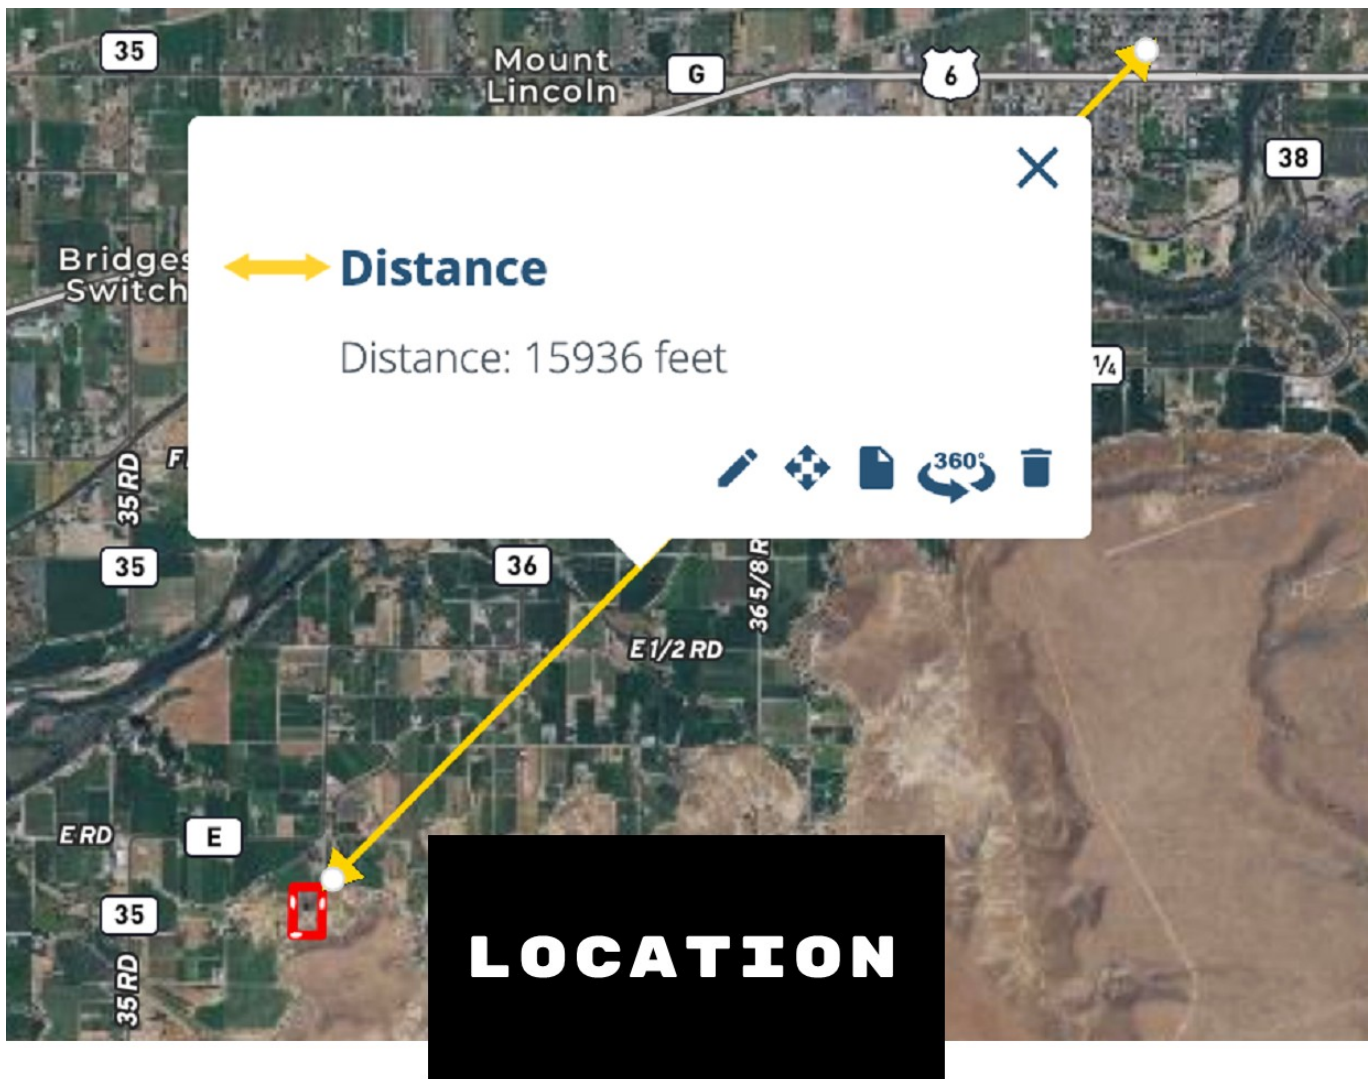 35
Mount
Lincoln
G
6
38
Bridges
Switch
Distance
Distance: 15936 feet
1/4
35 RD
F
360°
35
36
36 5/8 R
E 1/2 RD
E RD
E
35
35 RD
LOCATION